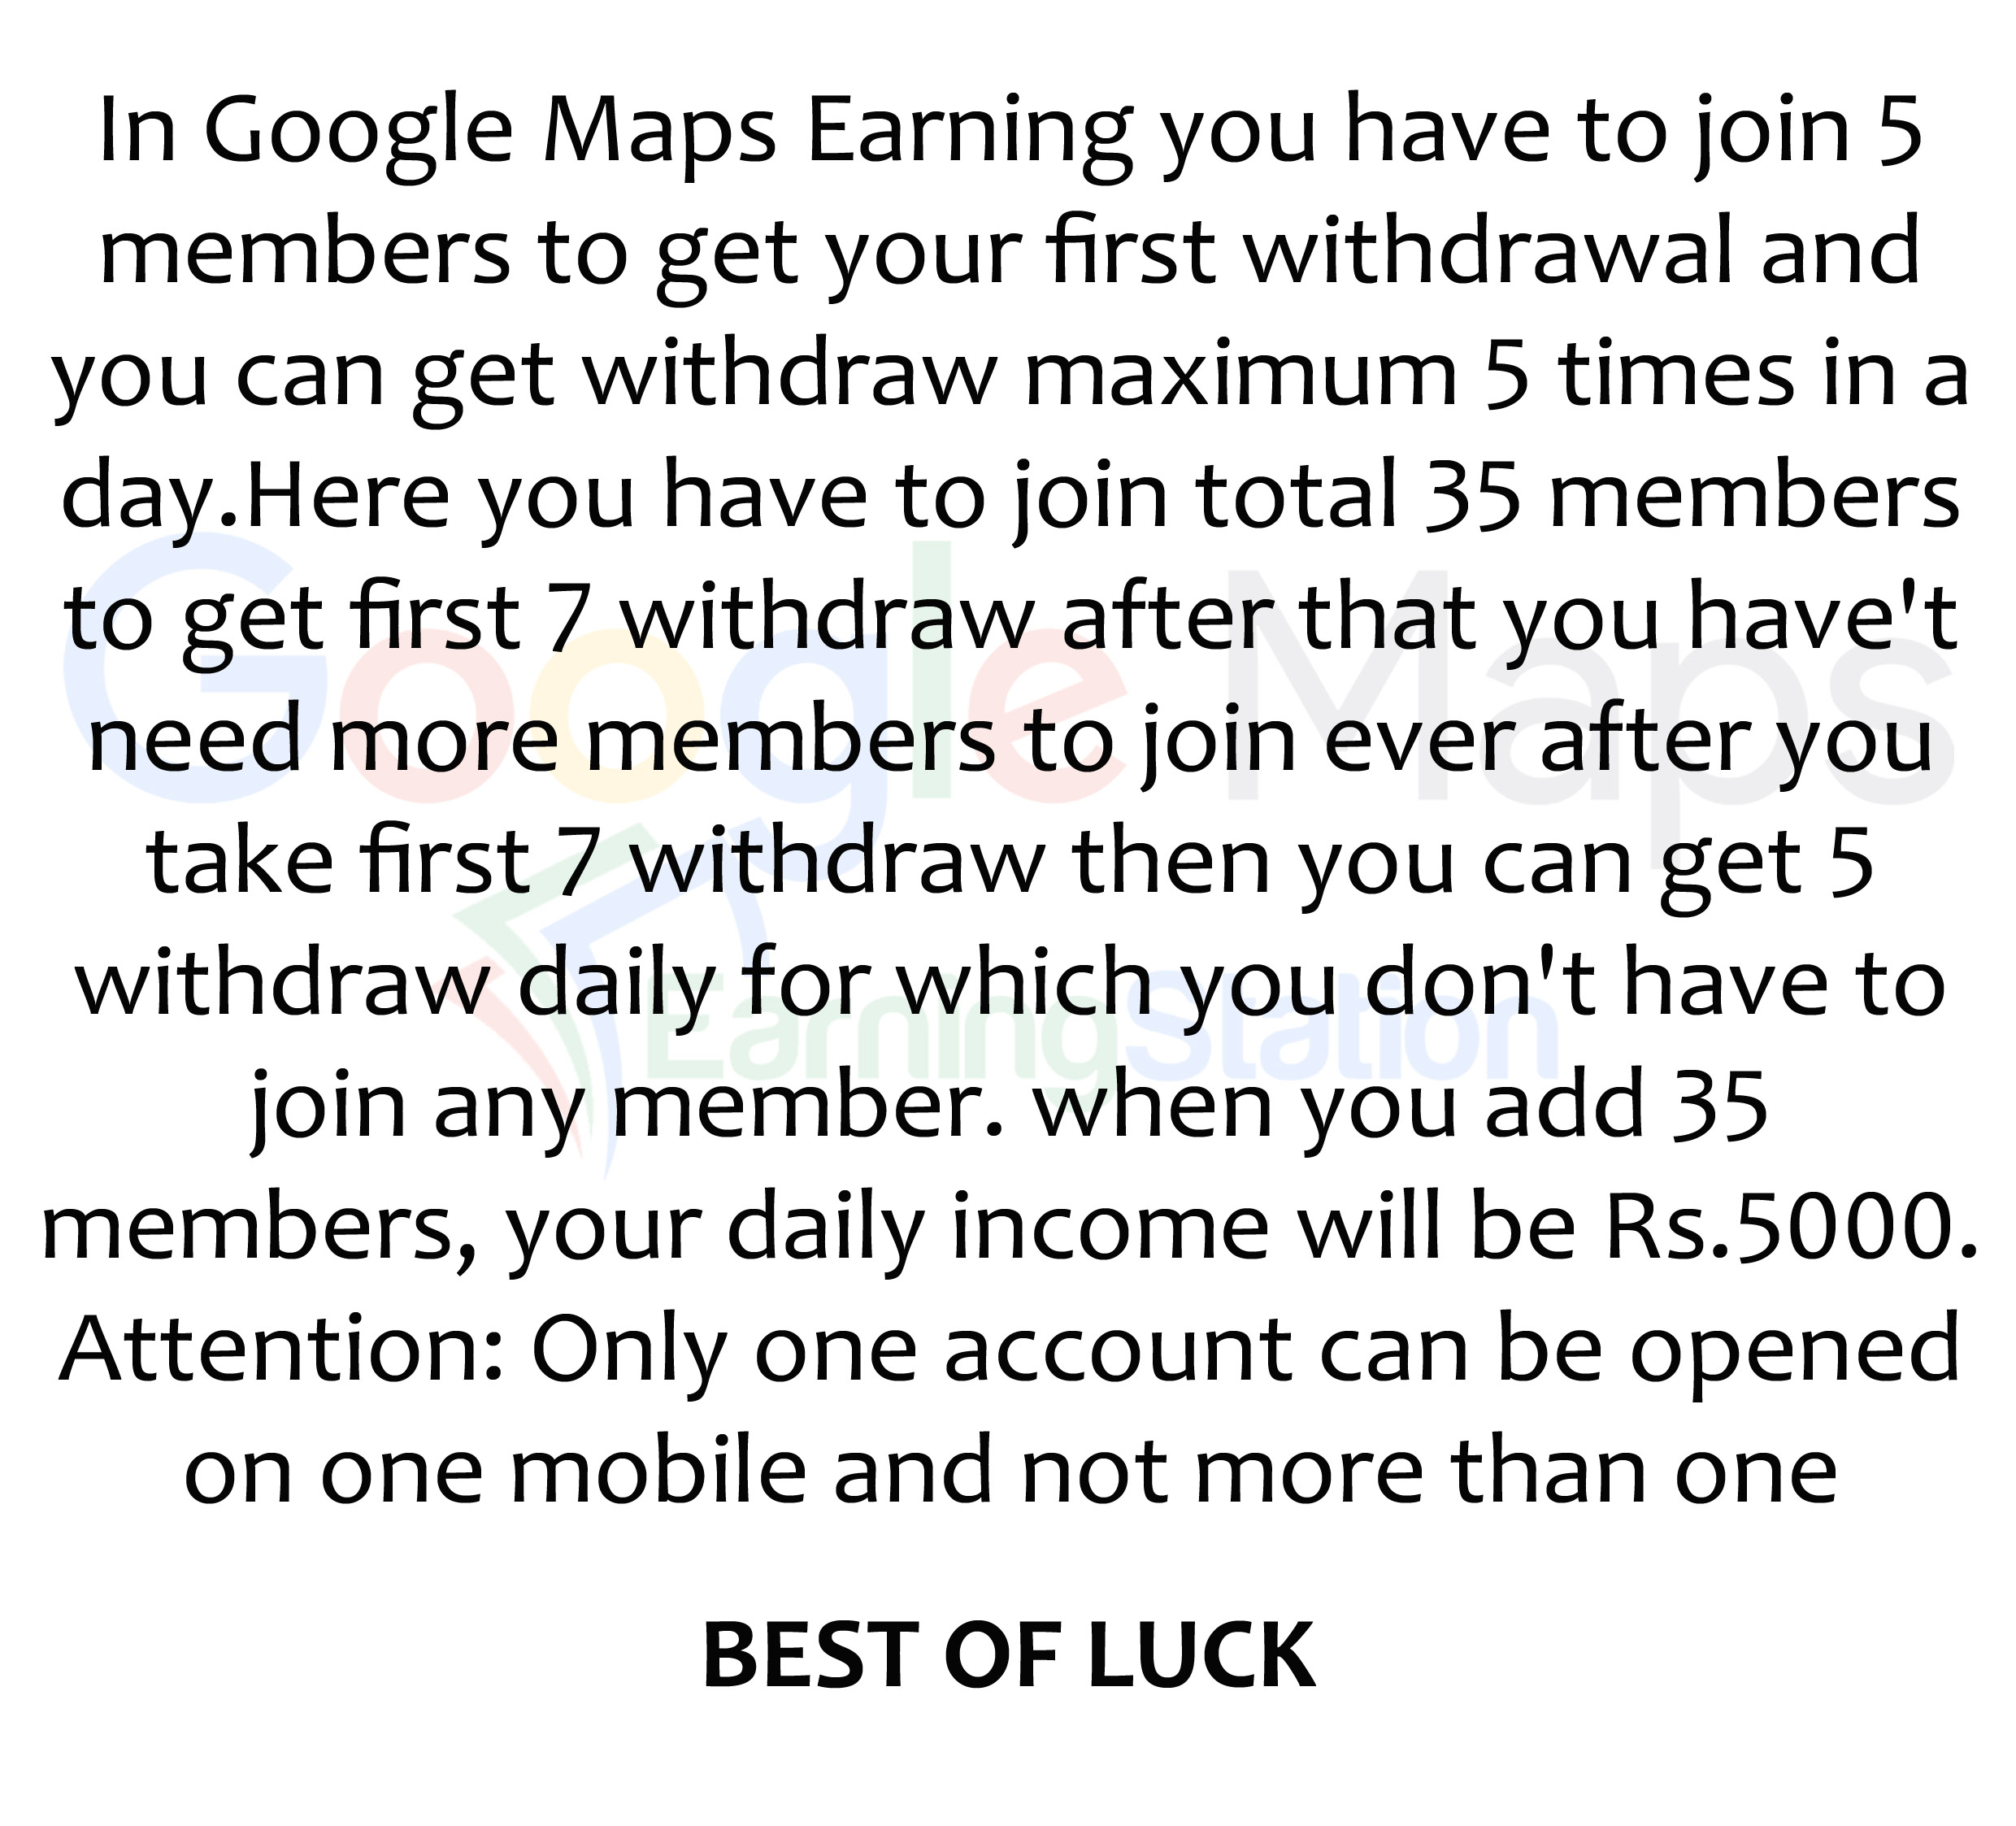 In Google Maps Earning you have to join 5
members to get your first withdrawal and
you can get withdraw maximum 5 times in a
day.Here you have to join total 35 members
to get first 7 withdraw after that you have't
need more members to join ever after you
take first 7 withdraw then you can get 5
withdraw daily for which you don't have to
join any member. when you add 35
members, your daily income will be Rs.5000.
Attention: Only one account can be opened
on one mobile and not more than one
BEST OF LUCK
Google Maps
EarningStation